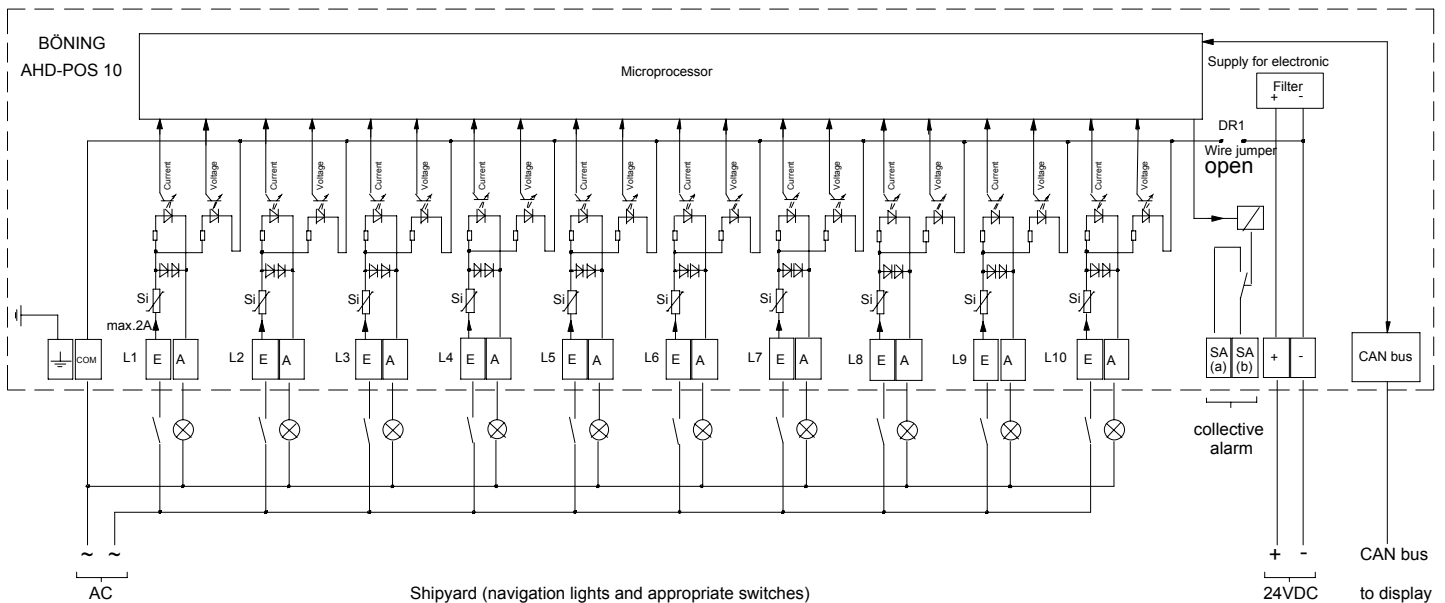 BÖNING
AHD-POS 10
Microprocessor
Supply for electronic
Filter
+ -
DR1
Wire jumper
open
Current Voltage Current Voltage Current Voltage Current Voltage Current Voltage Current Voltage Current Voltage Current Voltage Current Voltage Current Voltage
Si Si Si Si Si Si Si Si Si Si
max.2A
COM L1 E A L2 E A L3 E A L4 E A L5 E A L6 E A L7 E A L8 E A L9 E A L10 E A
SA (a)
SA (b)
+ -
CAN bus
collective
alarm
~ ~
AC
Shipyard (navigation lights and appropriate switches)
+ -
24VDC
CAN bus
to display